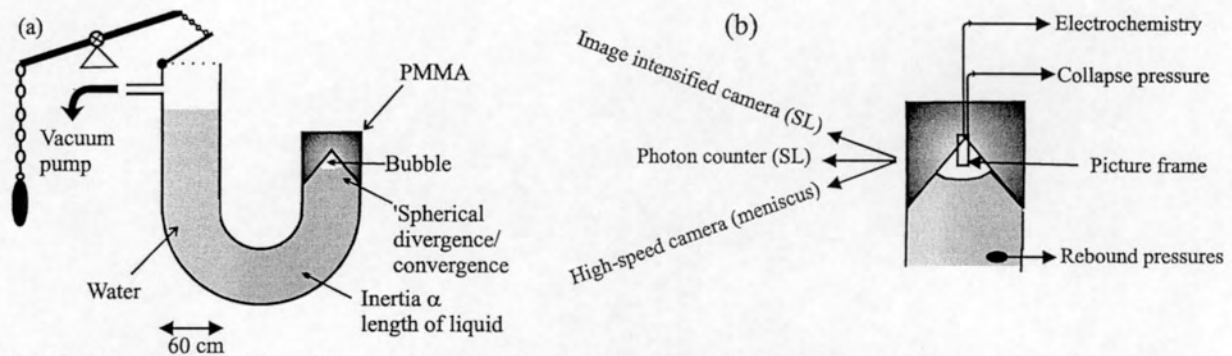 (a)
PMMA
Vacuum
pump
Bubble
'Spherical
divergence/
convergence
Water
Inertia α
length of liquid
60 cm
(b)
Electrochemistry
Collapse pressure
Image intensified camera (SL)
Photon counter (SL)
Picture frame
High-speed camera (meniscus)
Rebound pressures